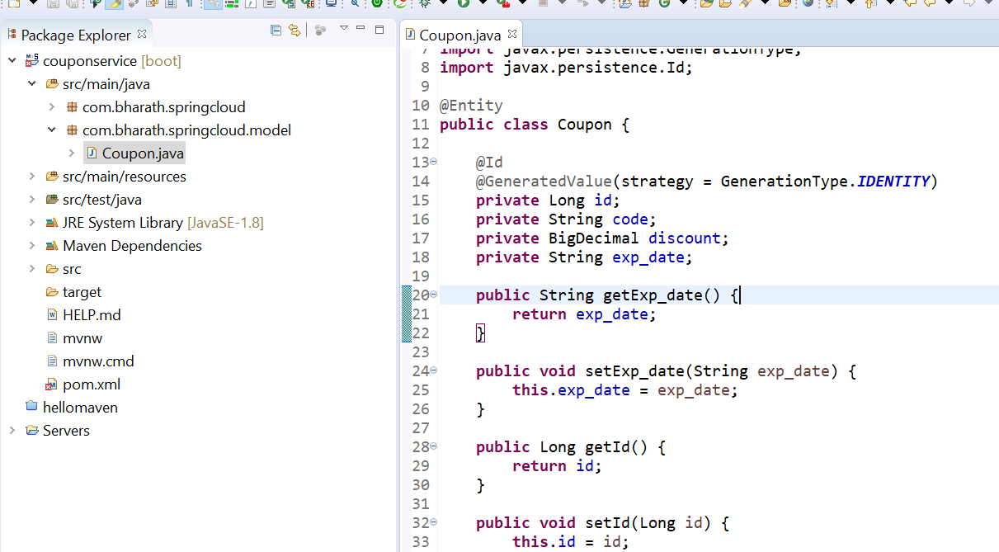 Package Explorer
couponservice [boot]
src/main/java
com.bharath.springcloud
com.bharath.springcloud.model
Coupon.java
src/main/resources
src/test/java
JRE System Library [JavaSE-1.8]
Maven Dependencies
src
target
HELP.md
mvnw
mvnw.cmd
pom.xml
hellomaven
Servers
Coupon.java
7 import javax.persistence.GenerationType;
8 import javax.persistence.Id;
9
10 @Entity
11 public class Coupon {
12
13 @Id
14 @GeneratedValue(strategy = GenerationType.IDENTITY)
15 private Long id;
16 private String code;
17 private BigDecimal discount;
18 private String exp_date;
19
20 public String getExp_date() {
21 return exp_date;
22 }
23
24 public void setExp_date(String exp_date) {
25 this.exp_date = exp_date;
26 }
27
28 public Long getId() {
29 return id;
30 }
31
32 public void setId(Long id) {
33 this.id = id;